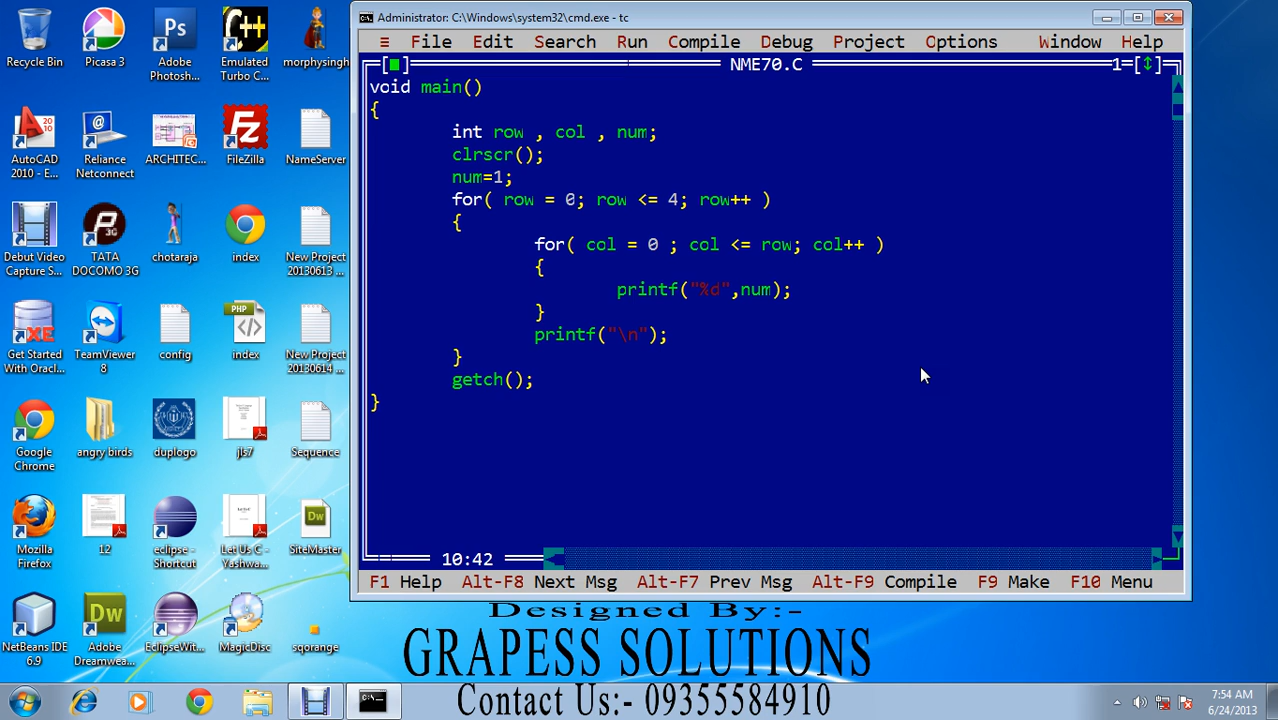 Recycle Bin
Picasa 3
Adobe Photosh...
Emulated Turbo C...
morphysingh
AutoCAD 2010 - E...
Reliance Netconnect
ARCHITEC...
FileZilla
NameServer
Debut Video Capture S...
TATA DOCOMO 3G
chotaraja
index
New Project 20130613 ...
Get Started With Oracl...
TeamViewer 8
config
index
New Project 20130614 ...
Google Chrome
angry birds
duplogo
jls7
Sequence
Mozilla Firefox
12
eclipse - Shortcut
Let Us C - Yashwa...
SiteMaster
NetBeans IDE 6.9
Adobe Dreamwea...
EclipseWit...
MagicDisc
sqorange
Administrator: C:\Windows\system32\cmd.exe - tc
≡ File Edit Search Run Compile Debug Project Options Window Help
NME70.C 1=[↕]
void main()
{
int row , col , num;
clrscr();
num=1;
for( row = 0; row <= 4; row++ )
{
for( col = 0 ; col <= row; col++ )
{
printf("%d",num);
}
printf("\n");
}
getch();
}
10:42
F1 Help Alt-F8 Next Msg Alt-F7 Prev Msg Alt-F9 Compile F9 Make F10 Menu
Designed By:-
GRAPESS SOLUTIONS
Contact Us:- 09355584910
7:54 AM
6/24/2013